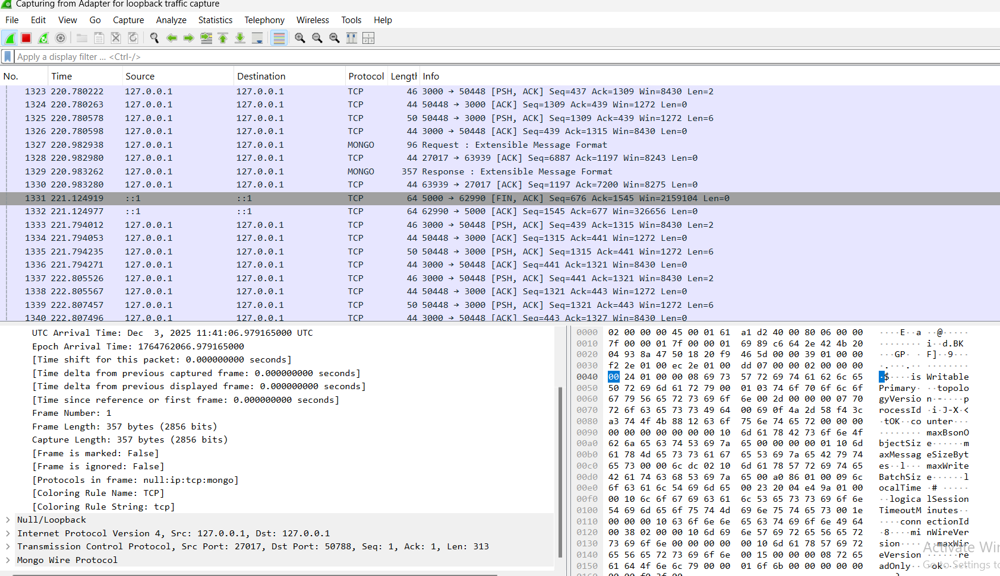 Capturing from Adapter for loopback traffic capture
File Edit View Go Capture Analyze Statistics Telephony Wireless Tools Help
Apply a display filter ... <Ctrl-/>
No. Time Source Destination Protocol Length Info
1323 220.780222 127.0.0.1 127.0.0.1 TCP 46 3000 → 50448 [PSH, ACK] Seq=437 Ack=1309 Win=8430 Len=2
1324 220.780263 127.0.0.1 127.0.0.1 TCP 44 50448 → 3000 [ACK] Seq=1309 Ack=439 Win=1272 Len=0
1325 220.780578 127.0.0.1 127.0.0.1 TCP 50 50448 → 3000 [PSH, ACK] Seq=1309 Ack=439 Win=1272 Len=6
1326 220.780598 127.0.0.1 127.0.0.1 TCP 44 3000 → 50448 [ACK] Seq=439 Ack=1315 Win=8430 Len=0
1327 220.982938 127.0.0.1 127.0.0.1 MONGO 96 Request : Extensible Message Format
1328 220.982980 127.0.0.1 127.0.0.1 TCP 44 27017 → 63939 [ACK] Seq=6887 Ack=1197 Win=8243 Len=0
1329 220.983262 127.0.0.1 127.0.0.1 MONGO 357 Response : Extensible Message Format
1330 220.983280 127.0.0.1 127.0.0.1 TCP 44 63939 → 27017 [ACK] Seq=1197 Ack=7200 Win=8275 Len=0
1331 221.124919 ::1 ::1 TCP 64 5000 → 62990 [FIN, ACK] Seq=676 Ack=1545 Win=2159104 Len=0
1332 221.124977 ::1 ::1 TCP 64 62990 → 5000 [ACK] Seq=1545 Ack=677 Win=326656 Len=0
1333 221.794012 127.0.0.1 127.0.0.1 TCP 46 3000 → 50448 [PSH, ACK] Seq=439 Ack=1315 Win=8430 Len=2
1334 221.794053 127.0.0.1 127.0.0.1 TCP 44 50448 → 3000 [ACK] Seq=1315 Ack=441 Win=1272 Len=0
1335 221.794235 127.0.0.1 127.0.0.1 TCP 50 50448 → 3000 [PSH, ACK] Seq=1315 Ack=441 Win=1272 Len=6
1336 221.794271 127.0.0.1 127.0.0.1 TCP 44 3000 → 50448 [ACK] Seq=441 Ack=1321 Win=8430 Len=0
1337 222.805526 127.0.0.1 127.0.0.1 TCP 46 3000 → 50448 [PSH, ACK] Seq=441 Ack=1321 Win=8430 Len=2
1338 222.805567 127.0.0.1 127.0.0.1 TCP 44 50448 → 3000 [ACK] Seq=1321 Ack=443 Win=1272 Len=0
1339 222.807457 127.0.0.1 127.0.0.1 TCP 50 50448 → 3000 [PSH, ACK] Seq=1321 Ack=443 Win=1272 Len=6
1340 222.807496 127.0.0.1 127.0.0.1 TCP 44 3000 → 50448 [ACK] Seq=443 Ack=1327 Win=8430 Len=0
UTC Arrival Time: Dec  3, 2025 11:41:06.979165000 UTC
Epoch Arrival Time: 1764762066.979165000
[Time shift for this packet: 0.000000000 seconds]
[Time delta from previous captured frame: 0.000000000 seconds]
[Time delta from previous displayed frame: 0.000000000 seconds]
[Time since reference or first frame: 0.000000000 seconds]
Frame Number: 1
Frame Length: 357 bytes (2856 bits)
Capture Length: 357 bytes (2856 bits)
[Frame is marked: False]
[Frame is ignored: False]
[Protocols in frame: null:ip:tcp:mongo]
[Coloring Rule Name: TCP]
[Coloring Rule String: tcp]
Null/Loopback
Internet Protocol Version 4, Src: 127.0.0.1, Dst: 127.0.0.1
Transmission Control Protocol, Src Port: 27017, Dst Port: 50788, Seq: 1, Ack: 1, Len: 313
Mongo Wire Protocol
0000 02 00 00 00 45 00 01 61 a1 d2 40 00 80 06 00 00 ····E··a ··@·····
0010 7f 00 00 01 7f 00 00 01 69 89 c6 64 2e 42 4b 20 ········ i··d.BK
0020 04 93 8a 47 50 18 20 f9 46 5d 00 00 39 01 00 00 ···GP· · F]··9···
0030 f2 2e 01 00 ec 2e 01 00 dd 07 00 00 02 00 00 00 ·.···.·· ········
0040 00 24 01 00 00 08 69 73 57 72 69 74 61 62 6c 65 ·$····is Writable
0050 50 72 69 6d 61 72 79 00 01 03 74 6f 70 6f 6c 6f Primary· ··topolo
0060 67 79 56 65 72 73 69 6f 6e 00 2d 00 00 00 07 70 gyVersio n·-····p
0070 72 6f 63 65 73 73 49 64 00 69 0f 4a 2d 58 f4 3c rocessId ·i·J-X·<
0080 a3 74 4f 4b 88 12 63 6f 75 6e 74 65 72 00 00 00 ·tOK··co unter···
0090 00 00 00 00 00 00 00 10 6d 61 78 42 73 6f 6e 4f ········ maxBsonO
00a0 62 6a 65 63 74 53 69 7a 65 00 00 00 00 01 10 6d bjectSiz e······m
00b0 61 78 4d 65 73 73 61 67 65 53 69 7a 65 42 79 74 axMessag eSizeByt
00c0 65 73 00 00 6c dc 02 10 6d 61 78 57 72 69 74 65 es··l··· maxWrite
00d0 42 61 74 63 68 53 69 7a 65 00 a0 86 01 00 09 6c BatchSiz e······l
00e0 6f 63 61 6c 54 69 6d 65 00 23 20 04 e4 9a 01 00 ocalTime ·# ·····
00f0 00 10 6c 6f 67 69 63 61 6c 53 65 73 73 69 6f 6e ··logica lSession
0100 54 69 6d 65 6f 75 74 4d 69 6e 75 74 65 73 00 1e TimeoutM inutes··
0110 00 00 00 10 63 6f 6e 6e 65 63 74 69 6f 6e 49 64 ····conn ectionId
0120 00 38 02 00 00 10 6d 69 6e 57 69 72 65 56 65 72 ·8····mi nWireVer
0130 73 69 6f 6e 00 00 00 00 00 10 6d 61 78 57 69 72 sion···· ··maxWir
0140 65 56 65 72 73 69 6f 6e 00 15 00 00 00 08 72 65 eVersion ······re
0150 61 64 4f 6e 6c 79 00 00 01 6f 6b 00 00 00 00 00 adOnly·· ·ok·····
0160 00 00 f0 3f 00
Activate Wi
Go to Settings to